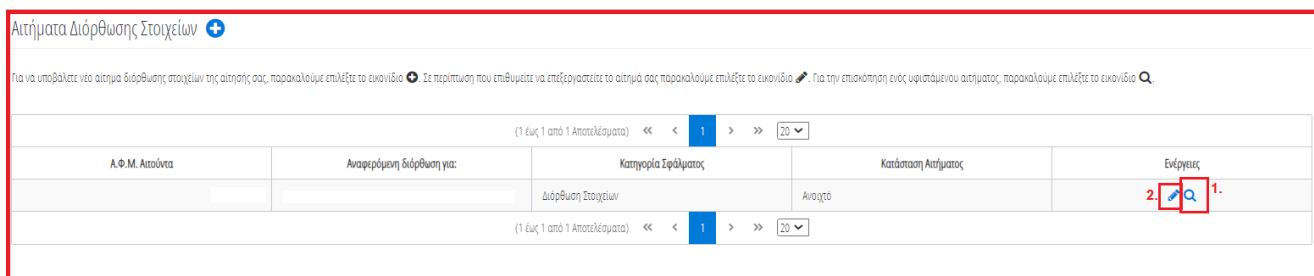 Αιτήματα Διόρθωσης Στοιχείων
Για να υποβάλετε νέο αίτημα διόρθωσης στοιχείων της αίτησής σας, παρακαλούμε επιλέξτε το εικονίδιο . Σε περίπτωση που επιθυμείτε να επεξεργαστείτε το αίτημά σας παρακαλούμε επιλέξτε το εικονίδιο . Για την επισκόπηση ενός υφιστάμενου αιτήματος, παρακαλούμε επιλέξτε το εικονίδιο .
(1 έως 1 από 1 Αποτελέσματα) « < 1 > » 20
Α.Φ.Μ. Αιτούντα Αναφερόμενη διόρθωση για: Κατηγορία Σφάλματος Κατάσταση Αιτήματος Ενέργειες
Διόρθωση Στοιχείων Ανοιχτό 2. 1.
(1 έως 1 από 1 Αποτελέσματα) « < 1 > » 20